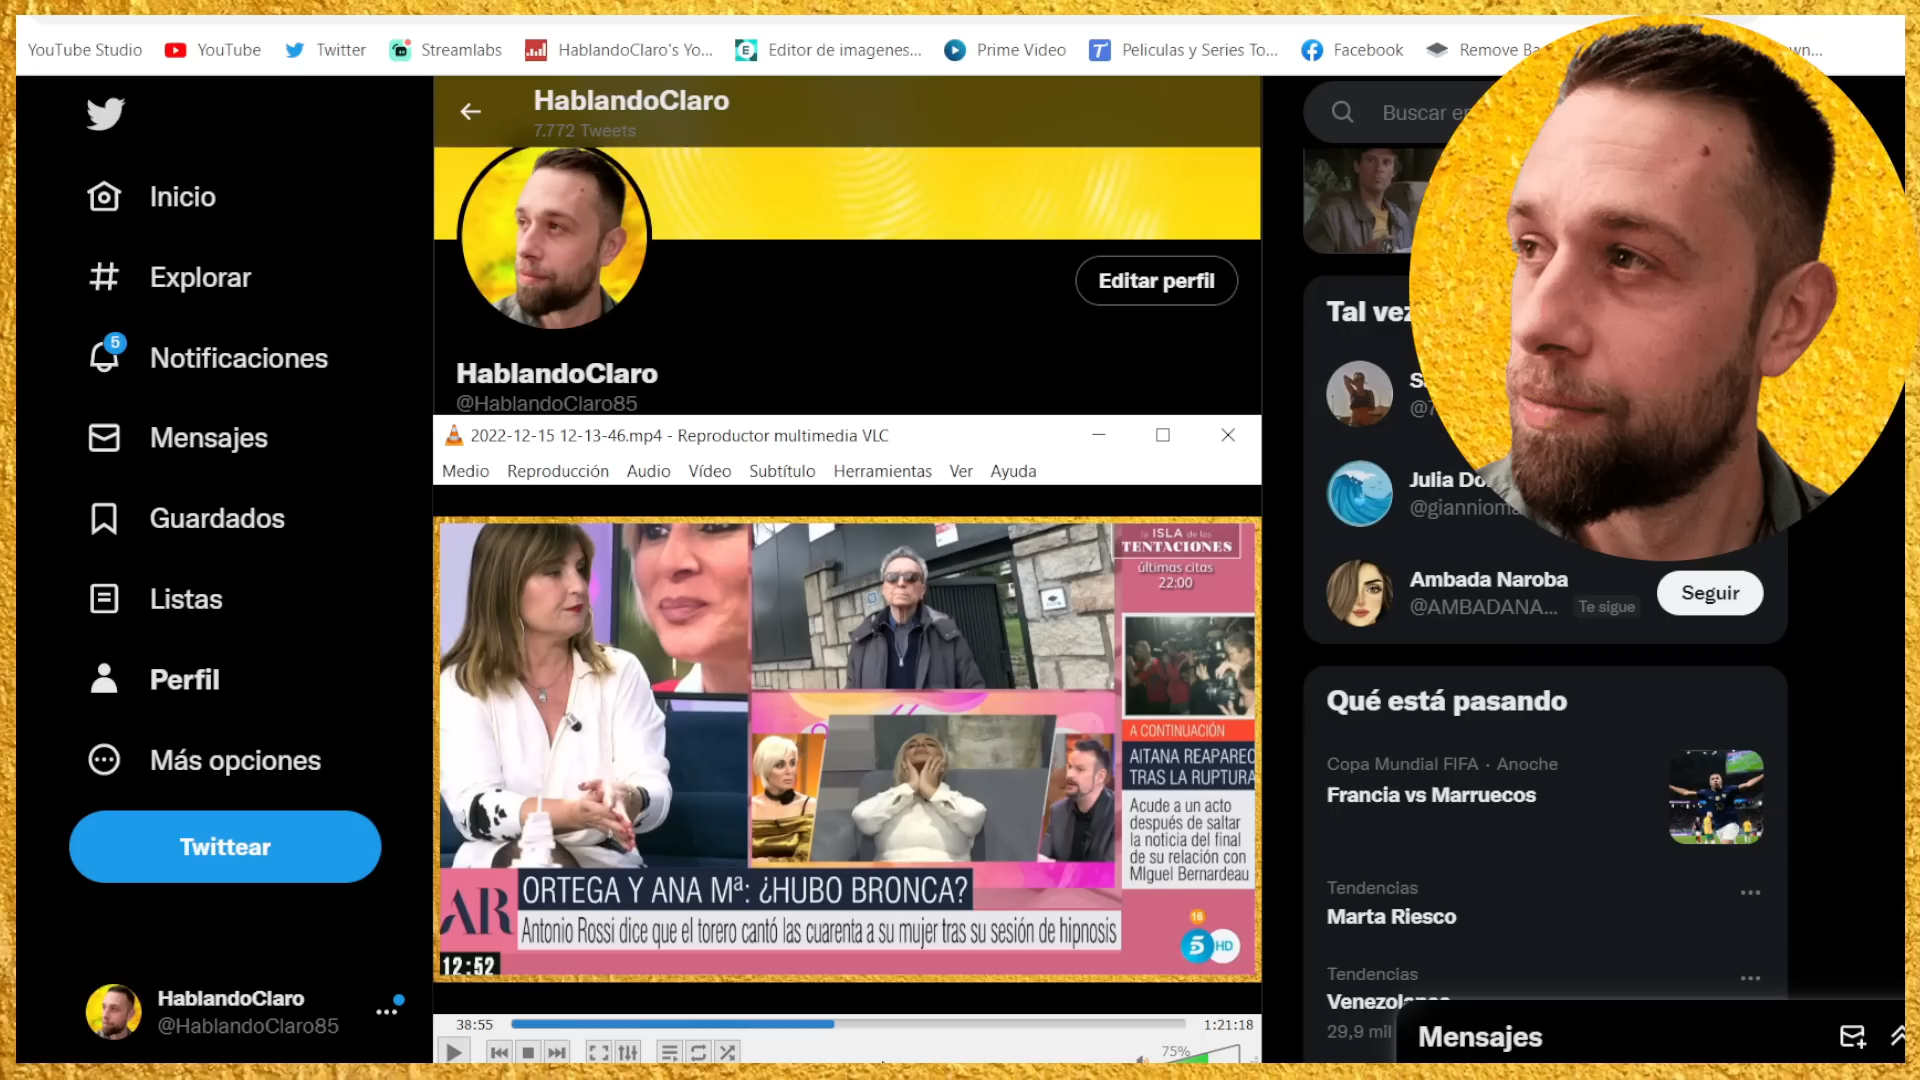 YouTube Studio
YouTube
Twitter
Streamlabs
HablandoClaro's Yo...
Editor de imagenes...
Prime Video
Peliculas y Series To...
Facebook
Remove
wn...
Inicio
Explorar
5
Notificaciones
Mensajes
Guardados
Listas
Perfil
Más opciones
Twittear
HablandoClaro
@HablandoClaro85
HablandoClaro
7.772 Tweets
Editar perfil
HablandoClaro
@HablandoClaro85
2022-12-15 12-13-46.mp4 - Reproductor multimedia VLC
Medio Reproducción Audio Vídeo Subtítulo Herramientas Ver Ayuda
la ISLA de las
TENTACIONES
últimas citas
22:00
A CONTINUACIÓN
AITANA REAPAREC
TRAS LA RUPTURA
Acude a un acto
después de saltar
la noticia del final
de su relación con
MIguel Bernardeau
AR
ORTEGA Y ANA Mª: ¿HUBO BRONCA?
Antonio Rossi dice que el torero cantó las cuarenta a su mujer tras su sesión de hipnosis
12:52
16
5 HD
38:55
1:21:18
75%
Buscar
Tal vez
Julia
Ambada Naroba
@AMBADANA...
Te sigue
Seguir
Qué está pasando
Copa Mundial FIFA · Anoche
Francia vs Marruecos
Tendencias
Marta Riesco
Tendencias
29,9 mil
Mensajes